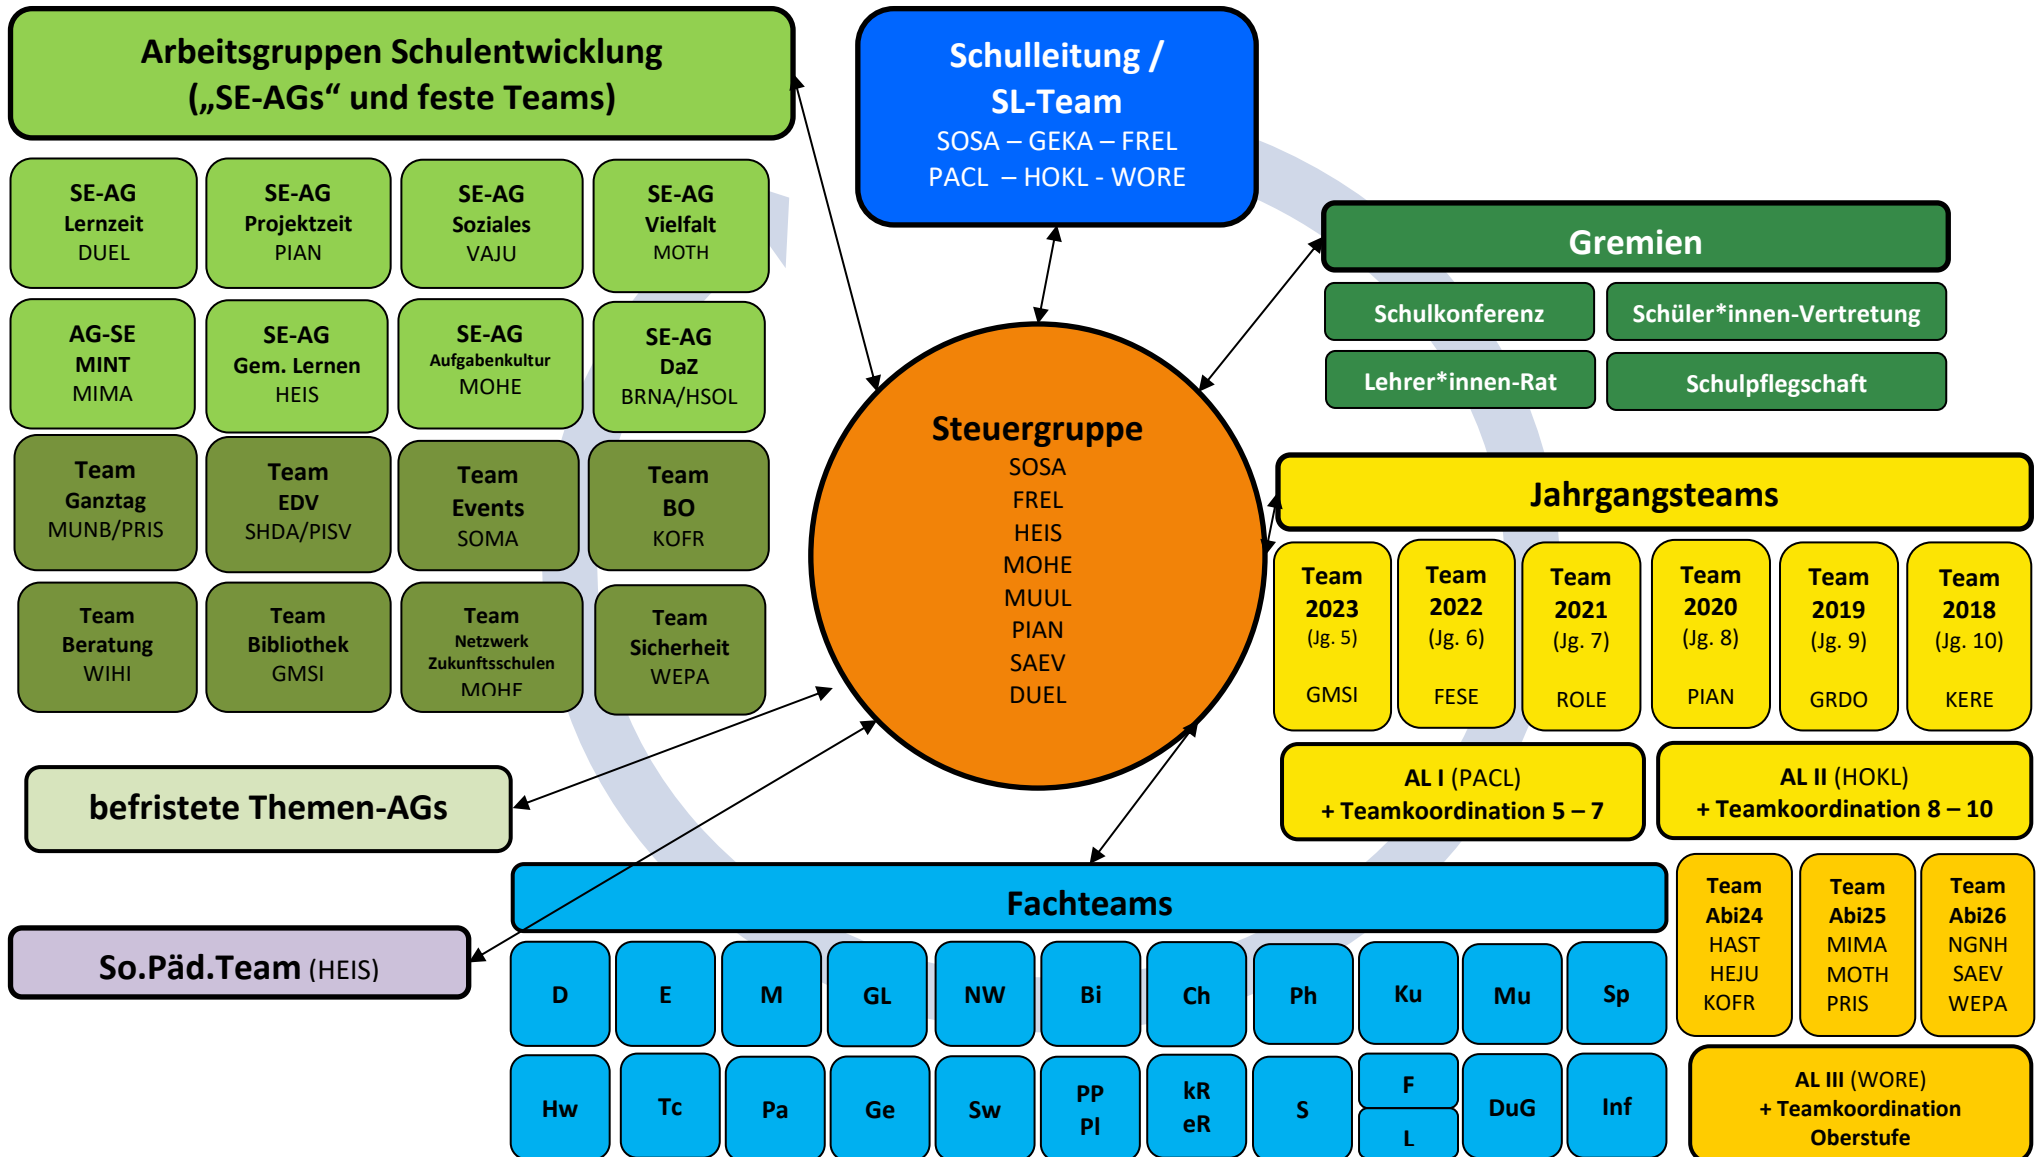 Arbeitsgruppen Schulentwicklung
(„SE-AGs“ und feste Teams)
Schulleitung /
SL-Team
SOSA – GEKA – FREL
PACL – HOKL - WORE
SE-AG
Lernzeit
DUEL
SE-AG
Projektzeit
PIAN
SE-AG
Soziales
VAJU
SE-AG
Vielfalt
MOTH
AG-SE
MINT
MIMA
SE-AG
Gem. Lernen
HEIS
SE-AG
Aufgabenkultur
MOHE
SE-AG
DaZ
BRNA/HSOL
Team
Ganztag
MUNB/PRIS
Team
EDV
SHDA/PISV
Team
Events
SOMA
Team
BO
KOFR
Team
Beratung
WIHI
Team
Bibliothek
GMSI
Team
Netzwerk
Zukunftsschulen
MOHE
Team
Sicherheit
WEPA
Gremien
Schulkonferenz
Schüler*innen-Vertretung
Lehrer*innen-Rat
Schulpflegschaft
Steuergruppe
SOSA
FREL
HEIS
MOHE
MUUL
PIAN
SAEV
DUEL
Jahrgangsteams
Team
2023
(Jg. 5)
GMSI
Team
2022
(Jg. 6)
FESE
Team
2021
(Jg. 7)
ROLE
Team
2020
(Jg. 8)
PIAN
Team
2019
(Jg. 9)
GRDO
Team
2018
(Jg. 10)
KERE
AL I (PACL)
+ Teamkoordination 5 – 7
AL II (HOKL)
+ Teamkoordination 8 – 10
befristete Themen-AGs
So.Päd.Team (HEIS)
Fachteams
D
E
M
GL
NW
Bi
Ch
Ph
Ku
Mu
Sp
Hw
Tc
Pa
Ge
Sw
PP
Pl
kR
eR
S
F
L
DuG
Inf
Team
Abi24
HAST
HEJU
KOFR
Team
Abi25
MIMA
MOTH
PRIS
Team
Abi26
NGNH
SAEV
WEPA
AL III (WORE)
+ Teamkoordination
Oberstufe